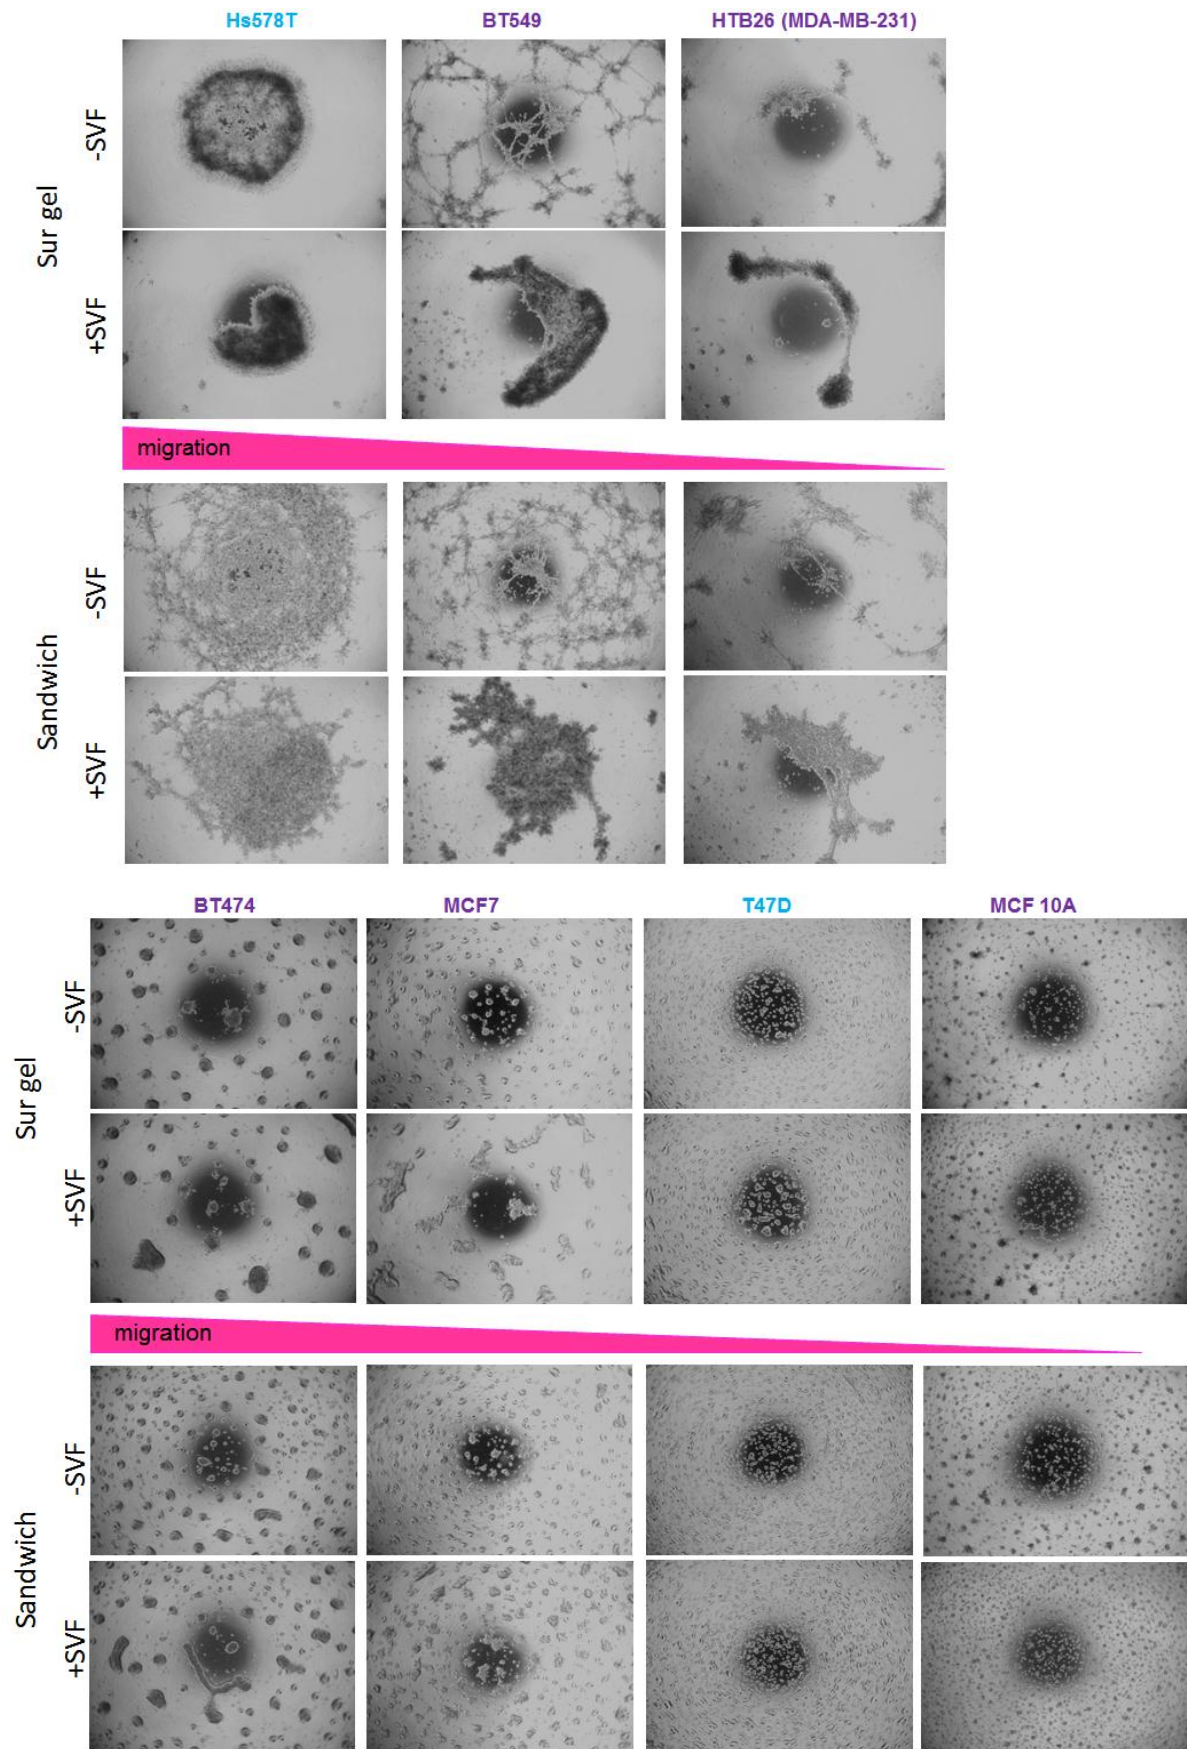 Hs578T BT549 HTB26 (MDA-MB-231)
Sur gel
-SVF
+SVF
migration
Sandwich
-SVF
+SVF
BT474 MCF7 T47D MCF 10A
Sur gel
-SVF
+SVF
migration
Sandwich
-SVF
+SVF